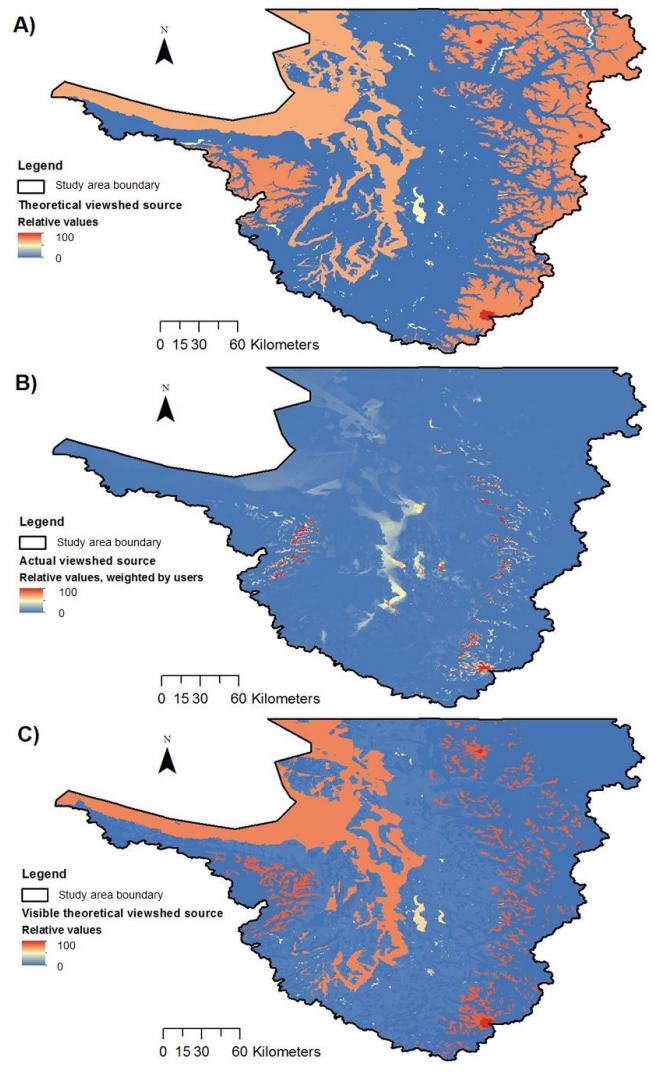 A)
N
Legend
Study area boundary
Theoretical viewshed source
Relative values
100
0
0 15 30 60 Kilometers
B)
N
Legend
Study area boundary
Actual viewshed source
Relative values, weighted by users
100
0
0 15 30 60 Kilometers
C)
N
Legend
Study area boundary
Visible theoretical viewshed source
Relative values
100
0
0 15 30 60 Kilometers